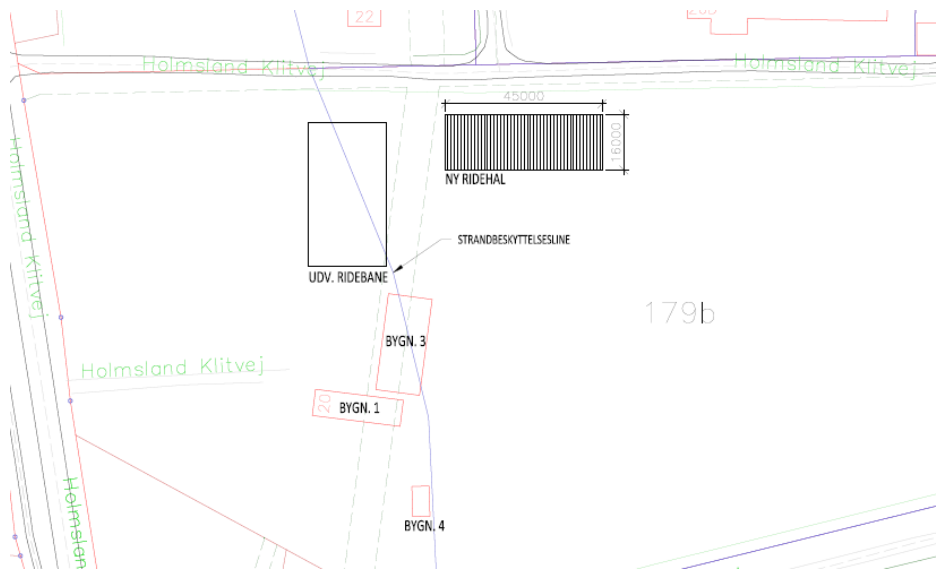 22
Holmsland Klitvej
Holmsland Klitvej
45000
16000
NY RIDEHAL
Holmsland Klitvej
STRANDBESKYTTELSESLINE
UDV. RIDEBANE
179b
BYGN. 3
Holmsland Klitvej
20
BYGN. 1
BYGN. 4
Holmsland